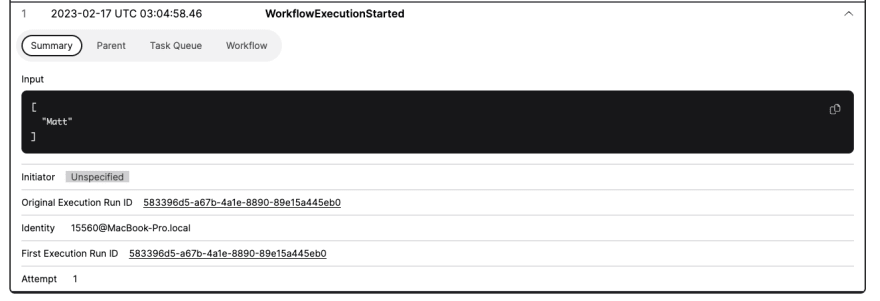 1 2023-02-17 UTC 03:04:58.46 WorkflowExecutionStarted
Summary Parent Task Queue Workflow
Input
[
"Matt"
]
Initiator Unspecified
Original Execution Run ID 583396d5-a67b-4a1e-8890-89e15a445eb0
Identity 15560@MacBook-Pro.local
First Execution Run ID 583396d5-a67b-4a1e-8890-89e15a445eb0
Attempt 1